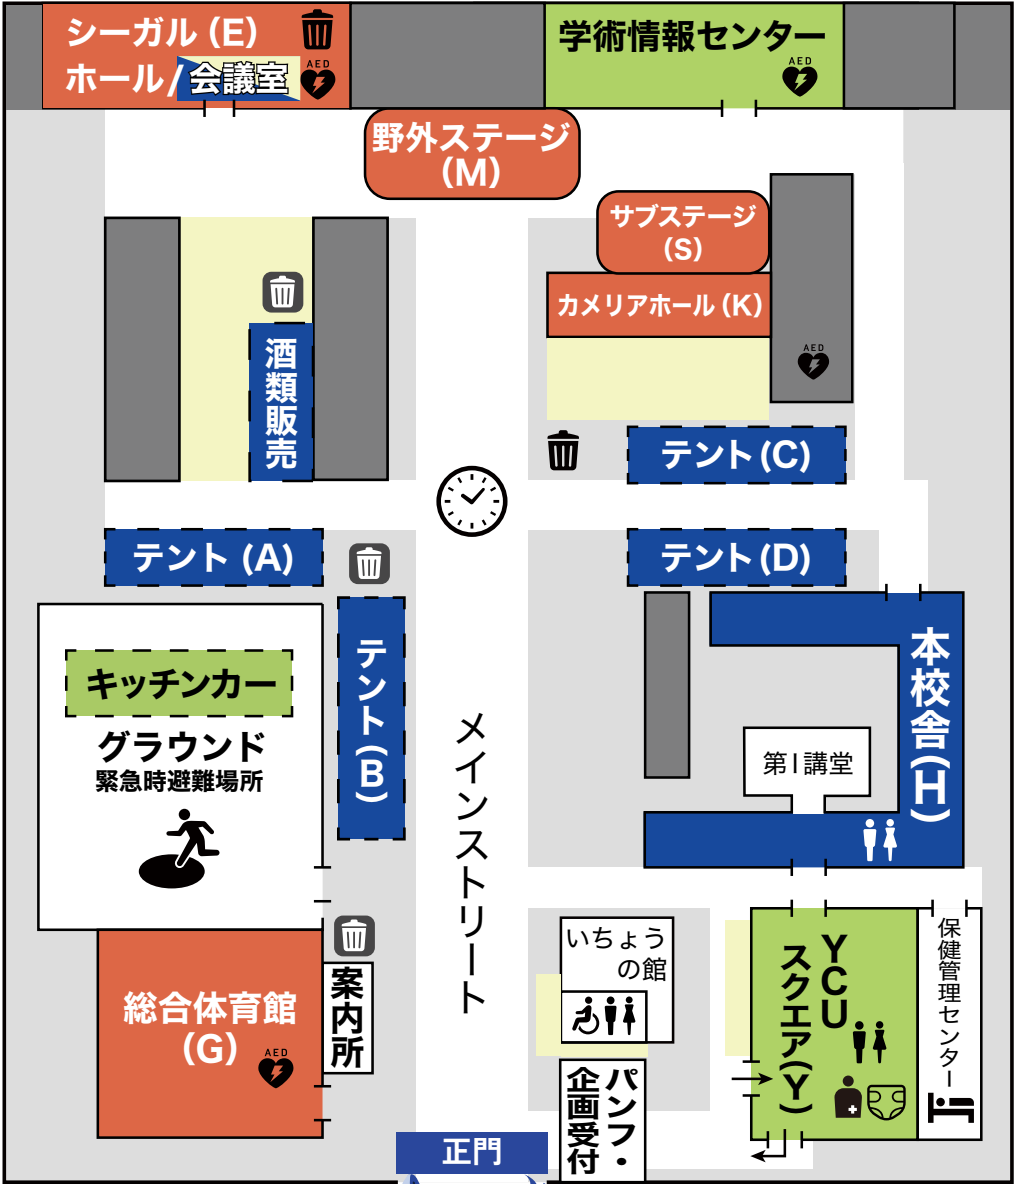 シーガル (E)
ホール/会議室
AED
学術情報センター
AED
野外ステージ
(M)
サブステージ
(S)
カメリアホール (K)
AED
酒類販売
テント (C)
テント (A)
テント (D)
テント (B)
キッチンカー
グラウンド
緊急時避難場所
メインストリート
本校舎(H)
第I講堂
いちょう
の館
YCU
スクエア(Y)
保健管理センター
総合体育館
(G)
AED
案内所
パンフ・
企画受付
正門